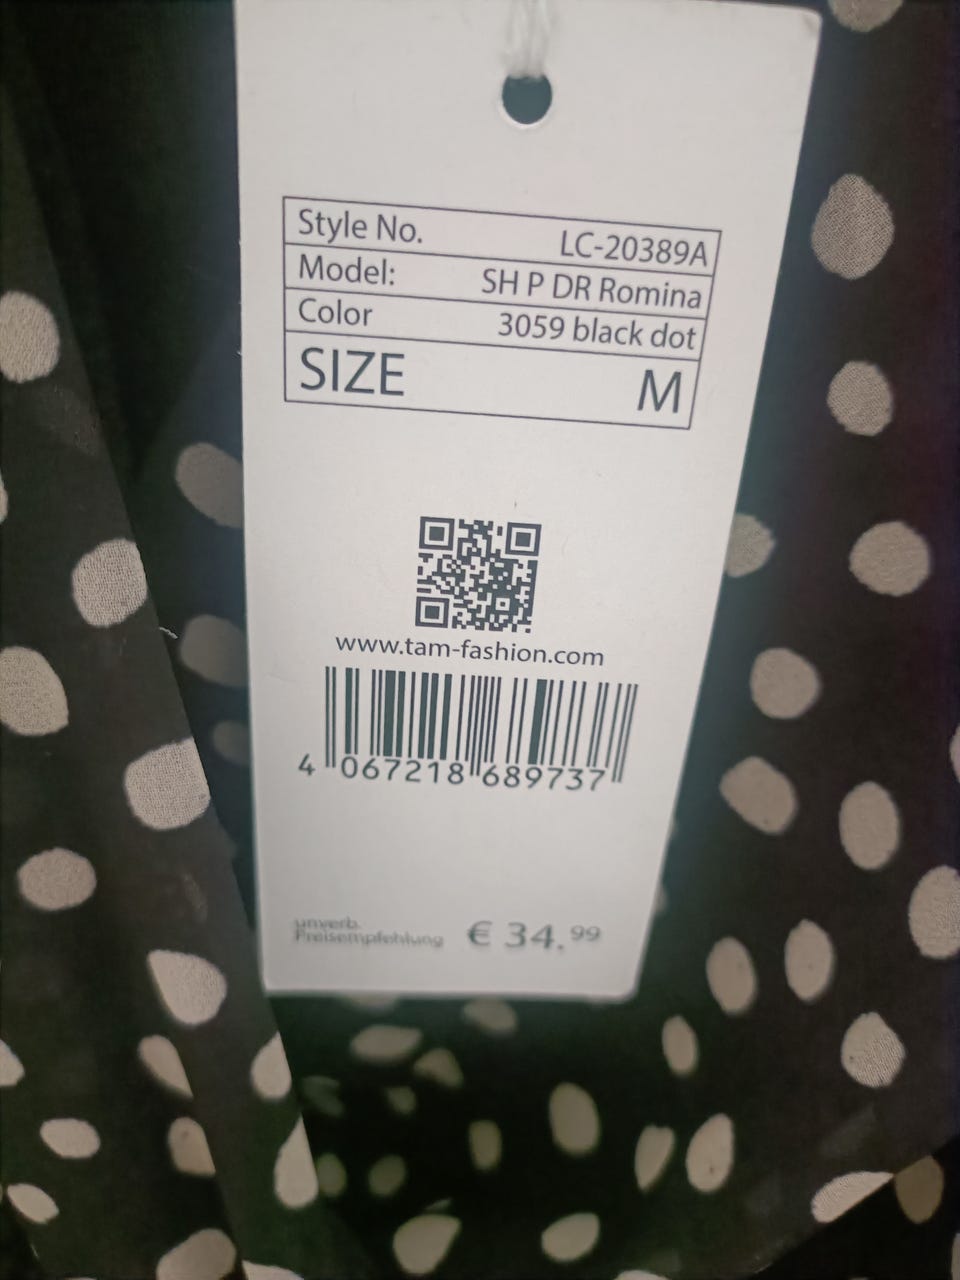 Style No. LC-20389A
Model: SH P DR Romina
Color 3059 black dot
SIZE M
www.tam-fashion.com
4 067218 689737
unverb.
Preisempfehlung € 34.99